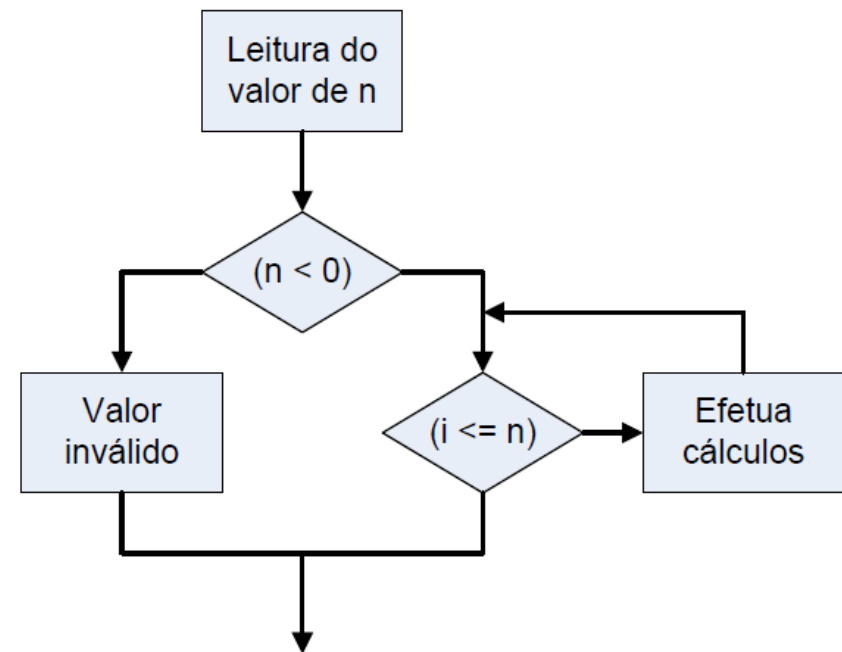 Leitura do
valor de n
(n < 0)
Valor
inválido
(i <= n)
Efetua
cálculos